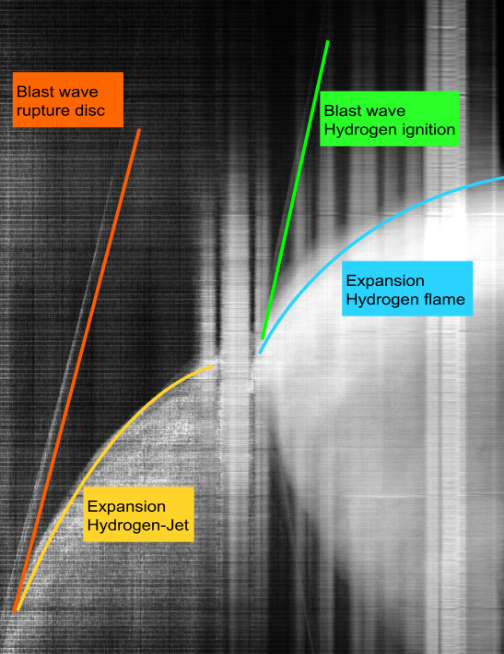 Blast wave
rupture disc
Blast wave
Hydrogen ignition
Expansion
Hydrogen flame
Expansion
Hydrogen-Jet